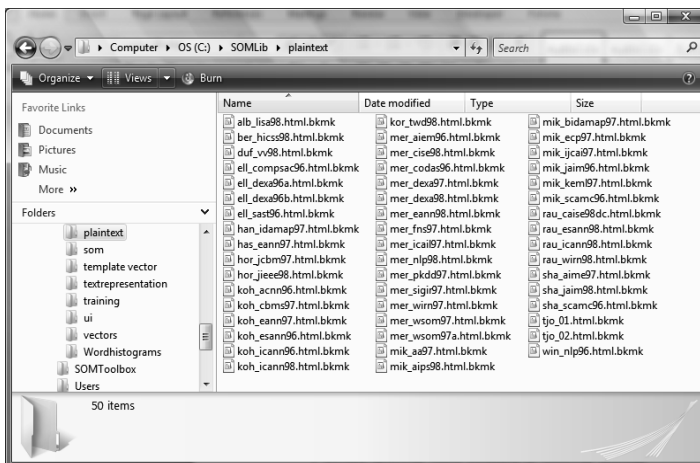 Computer ▸ OS (C:) ▸ SOMLib ▸ plaintext
Search
Organize Views Burn
Favorite Links
Documents
Pictures
Music
More »
Folders
plaintext
som
template vector
textrepresentation
training
ui
vectors
Wordhistograms
SOMToolbox
Users
Name Date modified Type Size
alb_lisa98.html.bkmk
ber_hicss98.html.bkmk
duf_vv98.html.bkmk
ell_compsac96.html.bkmk
ell_dexa96a.html.bkmk
ell_dexa96b.html.bkmk
ell_sast96.html.bkmk
han_idamap97.html.bkmk
has_eann97.html.bkmk
hor_jcbm97.html.bkmk
hor_jieee98.html.bkmk
koh_acnn96.html.bkmk
koh_cbms97.html.bkmk
koh_eann97.html.bkmk
koh_esann96.html.bkmk
koh_icann96.html.bkmk
koh_icann98.html.bkmk
kor_twd98.html.bkmk
mer_aiem96.html.bkmk
mer_cise98.html.bkmk
mer_codas96.html.bkmk
mer_dexa97.html.bkmk
mer_dexa98.html.bkmk
mer_eann98.html.bkmk
mer_fns97.html.bkmk
mer_icail97.html.bkmk
mer_nlp98.html.bkmk
mer_pkdd97.html.bkmk
mer_sigir97.html.bkmk
mer_wirn97.html.bkmk
mer_wsom97.html.bkmk
mer_wsom97a.html.bkmk
mik_aa97.html.bkmk
mik_aips98.html.bkmk
mik_bidamap97.html.bkmk
mik_ecp97.html.bkmk
mik_ijcai97.html.bkmk
mik_jaim96.html.bkmk
mik_keml97.html.bkmk
mik_scamc96.html.bkmk
rau_caise98dc.html.bkmk
rau_esann98.html.bkmk
rau_icann98.html.bkmk
rau_wirn98.html.bkmk
sha_aime97.html.bkmk
sha_jaim98.html.bkmk
sha_scamc96.html.bkmk
tjo_01.html.bkmk
tjo_02.html.bkmk
win_nlp96.html.bkmk
50 items